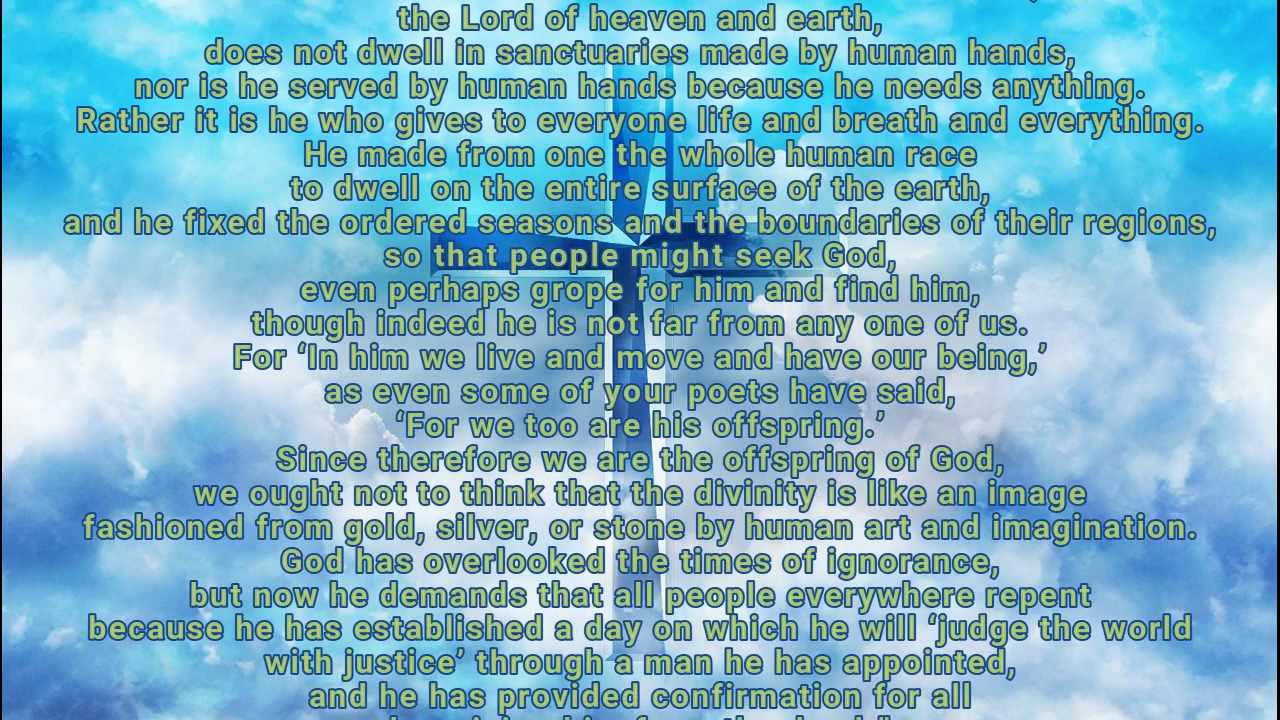 the Lord of heaven and earth,
does not dwell in sanctuaries made by human hands,
nor is he served by human hands because he needs anything.
Rather it is he who gives to everyone life and breath and everything.
He made from one the whole human race
to dwell on the entire surface of the earth,
and he fixed the ordered seasons and the boundaries of their regions,
so that people might seek God,
even perhaps grope for him and find him,
though indeed he is not far from any one of us.
For ‘In him we live and move and have our being,’
as even some of your poets have said,
‘For we too are his offspring.’
Since therefore we are the offspring of God,
we ought not to think that the divinity is like an image
fashioned from gold, silver, or stone by human art and imagination.
God has overlooked the times of ignorance,
but now he demands that all people everywhere repent
because he has established a day on which he will ‘judge the world
with justice’ through a man he has appointed,
and he has provided confirmation for all